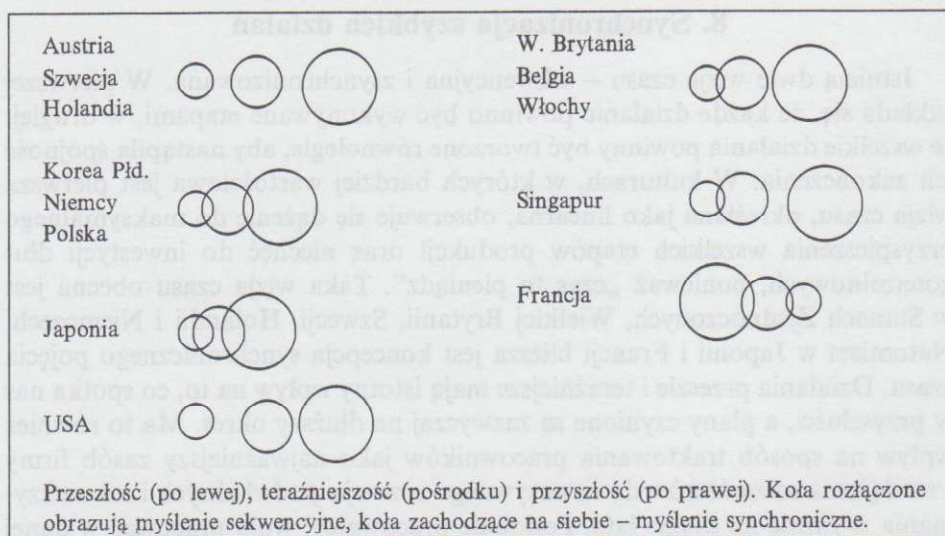 Austria
Szwecja
Holandia
W. Brytania
Belgia
Włochy
Korea Płd.
Niemcy
Polska
Singapur
Japonia
Francja
USA
Przeszłość (po lewej), teraźniejszość (pośrodku) i przyszłość (po prawej). Koła rozłączone
obrazują myślenie sekwencyjne, koła zachodzące na siebie – myślenie synchroniczne.